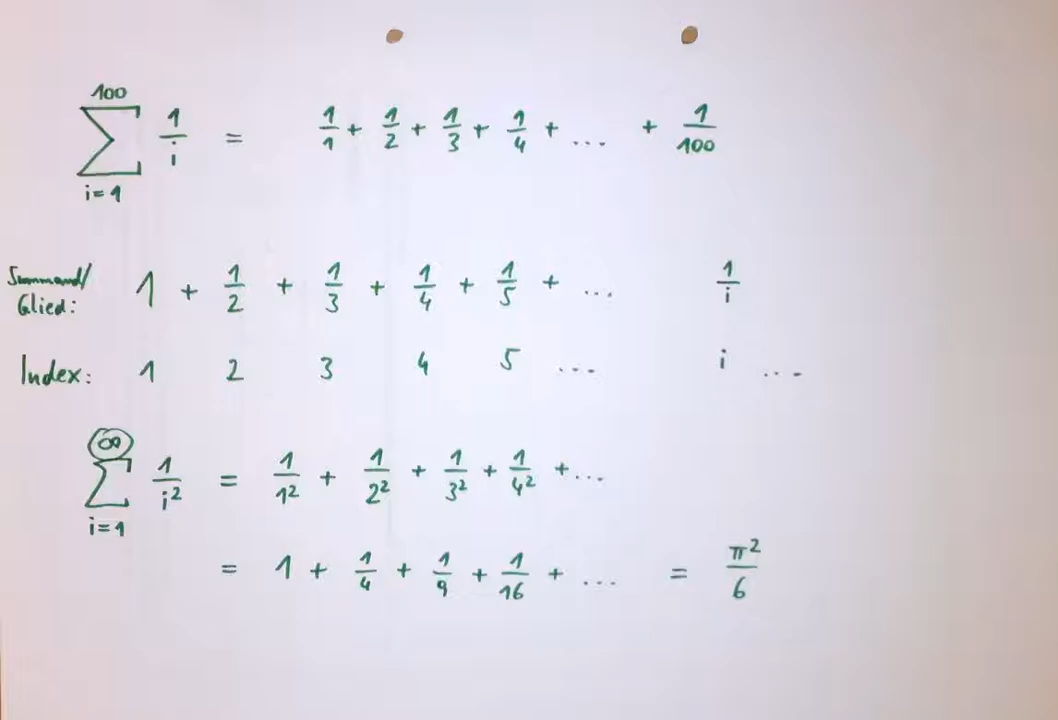 100
∑ 1/i = 1/1 + 1/2 + 1/3 + 1/4 + ... + 1/100
i=1
Summand/
Glied: 1 + 1/2 + 1/3 + 1/4 + 1/5 + ... 1/i
Index: 1 2 3 4 5 ... i ...
∞
∑ 1/i² = 1/1² + 1/2² + 1/3² + 1/4² + ...
i=1
= 1 + 1/4 + 1/9 + 1/16 + ... = π²/6